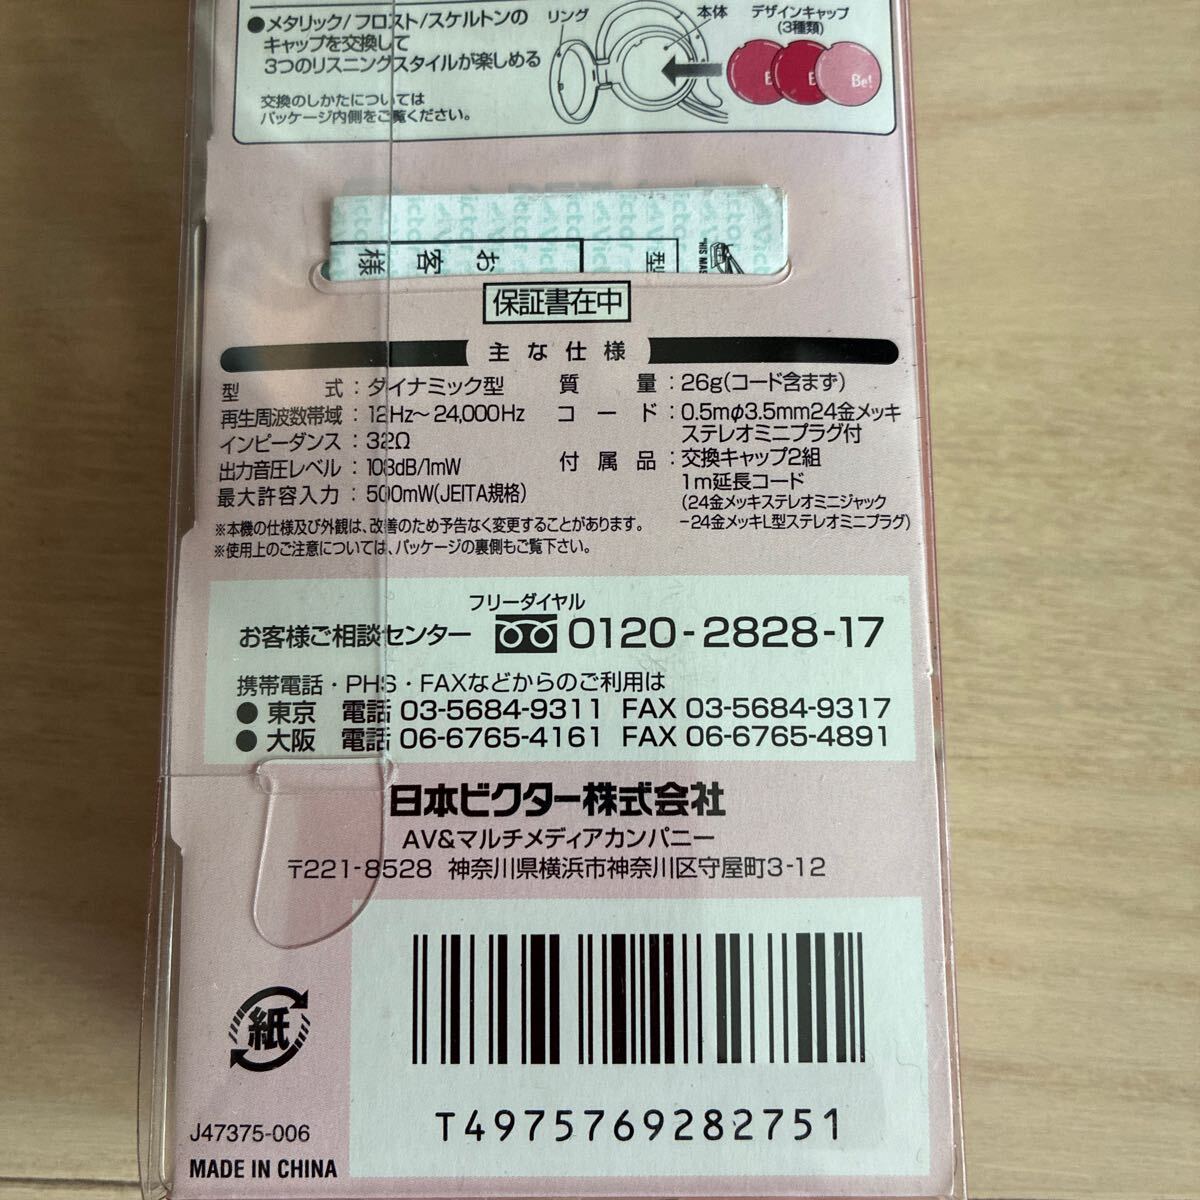 ●メタリック/フロスト/スケルトンの
キャップを交換して
3つのリスニングスタイルが楽しめる
交換のしかたについては
パッケージ内側をご覧ください。
リング
本体
デザインキャップ
(3種類)
Be!
お客様
型
保証書在中
主な仕様
型式：ダイナミック型
再生周波数帯域：12Hz～24,000Hz
インピーダンス：32Ω
出力音圧レベル：108dB/1mW
最大許容入力：500mW(JEITA規格)
質量：26g(コード含まず)
コード：0.5mφ3.5mm24金メッキ
ステレオミニプラグ付
付属品：交換キャップ2組
1m延長コード
(24金メッキステレオミニジャック
-24金メッキL型ステレオミニプラグ)
※本機の仕様及び外観は、改善のため予告なく変更することがあります。
※使用上のご注意については、パッケージの裏側もご覧下さい。
フリーダイヤル
お客様ご相談センター 0120-2828-17
携帯電話・PHS・FAXなどからのご利用は
●東京 電話 03-5684-9311 FAX 03-5684-9317
●大阪 電話 06-6765-4161 FAX 06-6765-4891
日本ビクター株式会社
AV&マルチメディアカンパニー
〒221-8528 神奈川県横浜市神奈川区守屋町3-12
紙
T4975769282751
J47375-006
MADE IN CHINA